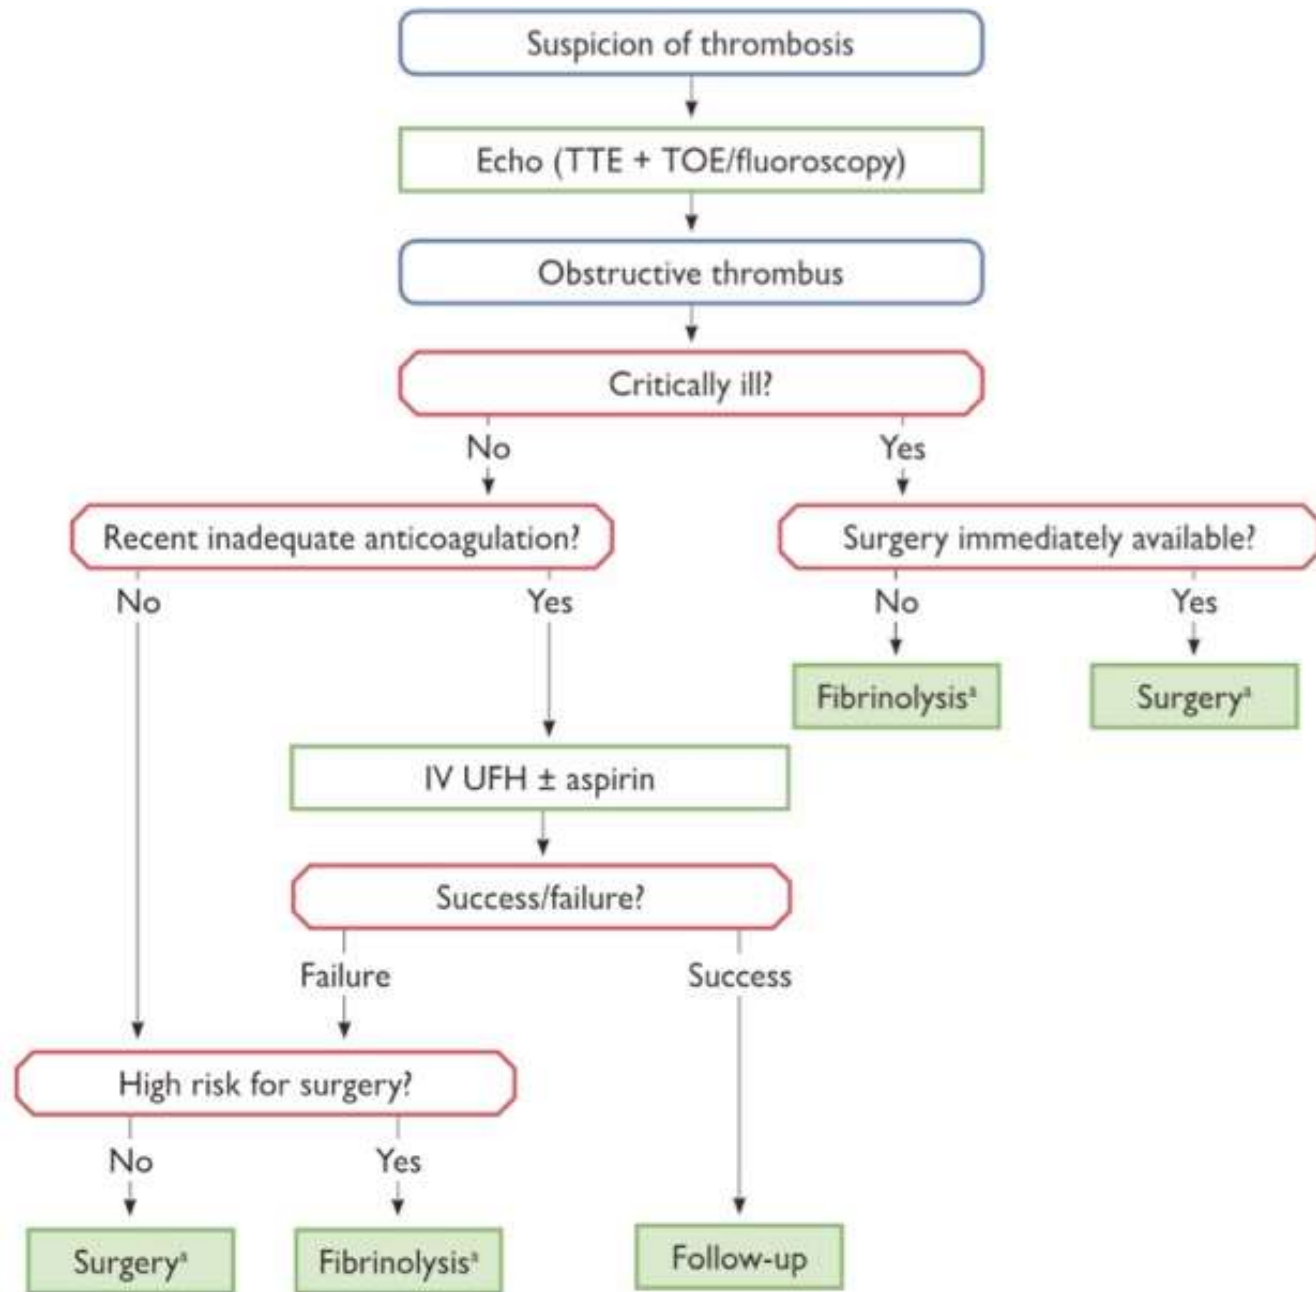 Suspicion of thrombosis
Echo (TTE + TOE/fluoroscopy)
Obstructive thrombus
Critically ill?
No
Yes
Recent inadequate anticoagulation?
Surgery immediately available?
No
Yes
No
Yes
Fibrinolysisᵃ
Surgeryᵃ
IV UFH ± aspirin
Success/failure?
Failure
Success
High risk for surgery?
No
Yes
Surgeryᵃ
Fibrinolysisᵃ
Follow-up